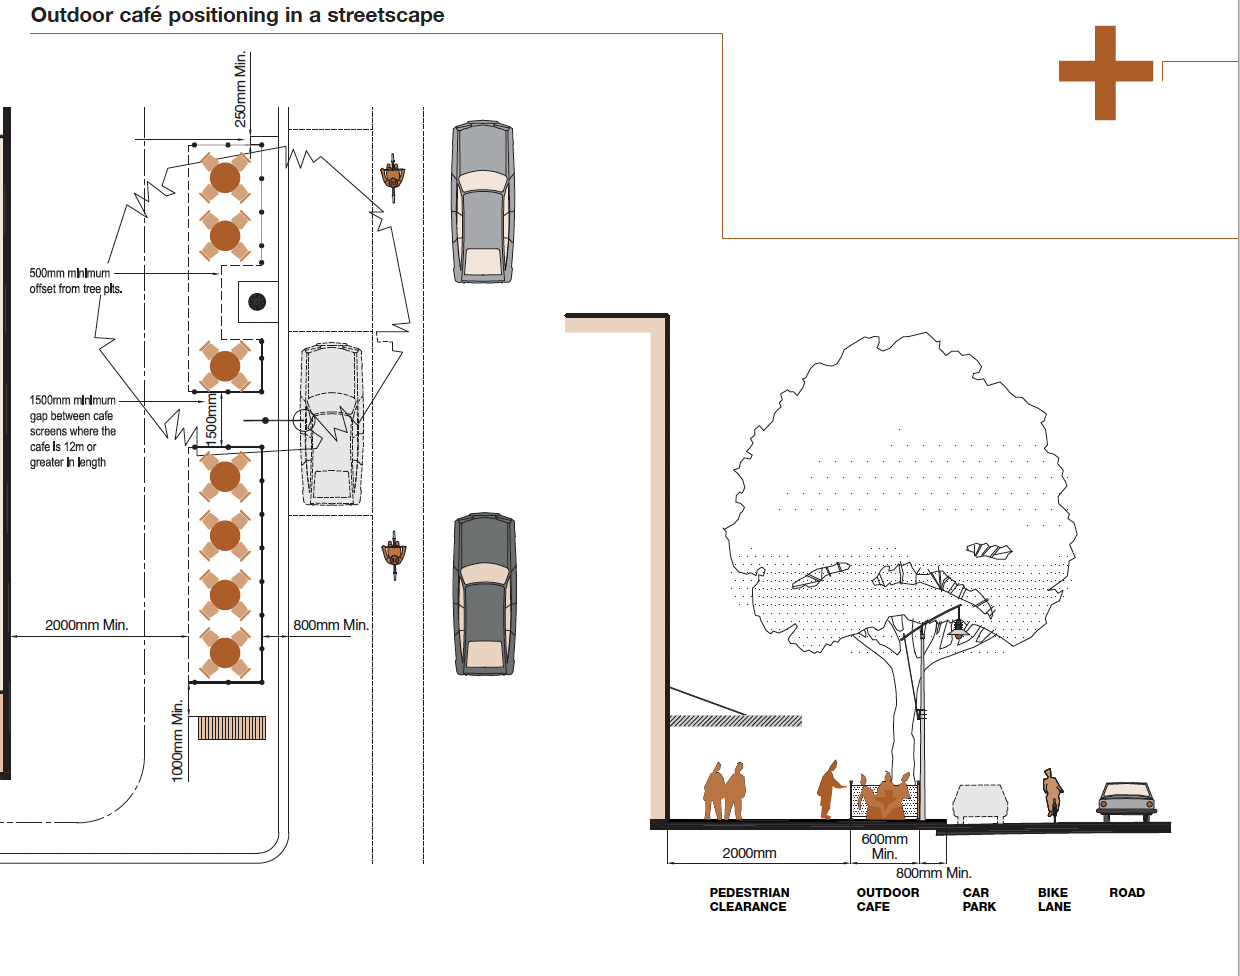 Outdoor café positioning in a streetscape
250mm Min.
500mm minimum
offset from tree pits.
1500mm minimum
gap between cafe
screens where the
cafe is 12m or
greater in length
1500mm
2000mm Min.
800mm Min.
1000mm Min.
600mm
Min.
2000mm
800mm Min.
PEDESTRIAN
CLEARANCE
OUTDOOR
CAFE
CAR
PARK
BIKE
LANE
ROAD